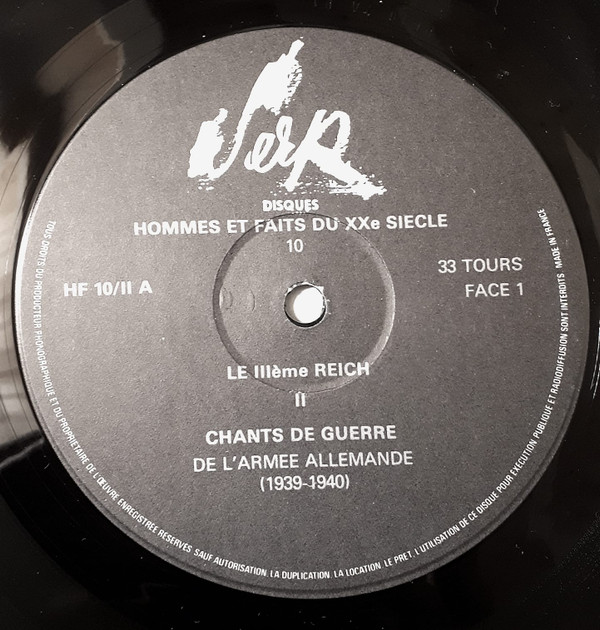 Serp
DISQUES
HOMMES ET FAITS DU XXe SIECLE
10
HF 10/II A
33 TOURS
FACE 1
LE IIIème REICH
II
CHANTS DE GUERRE
DE L'ARMEE ALLEMANDE
(1939-1940)
TOUS DROITS DU PRODUCTEUR PHONOGRAPHIQUE ET DU PROPRIETAIRE DE L'ŒUVRE ENREGISTREE RESERVES. SAUF AUTORISATION, LA DUPLICATION, LA LOCATION, LE PRET, L'UTILISATION DE CE DISQUE POUR EXECUTION PUBLIQUE ET RADIODIFFUSION SONT INTERDITS. MADE IN FRANCE